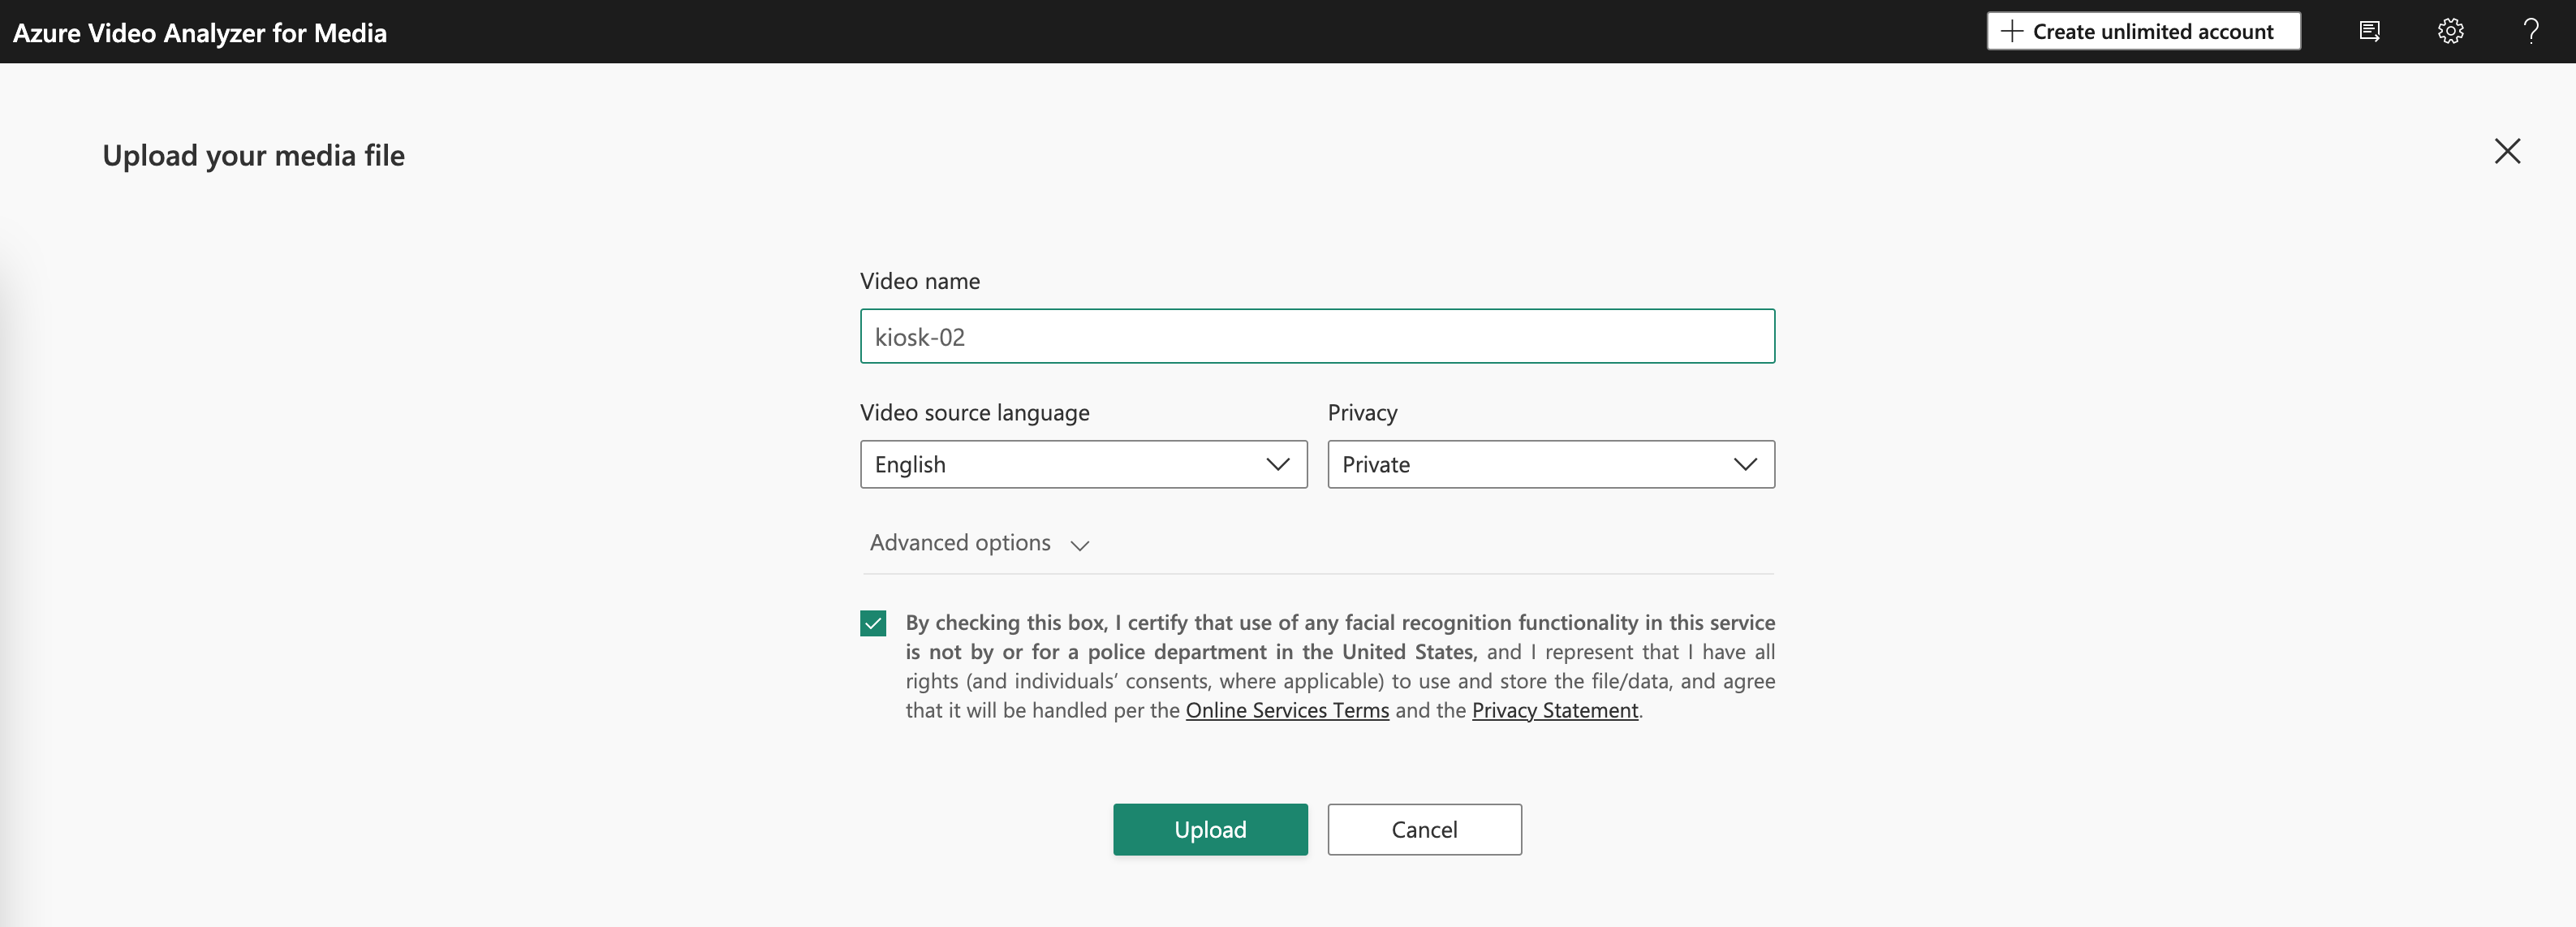 Azure Video Analyzer for Media
Create unlimited account
Upload your media file
Video name
kiosk-02
Video source language
Privacy
English
Private
Advanced options
By checking this box, I certify that use of any facial recognition functionality in this service
is not by or for a police department in the United States, and I represent that I have all
rights (and individuals’ consents, where applicable) to use and store the file/data, and agree
that it will be handled per the Online Services Terms and the Privacy Statement.
Upload
Cancel